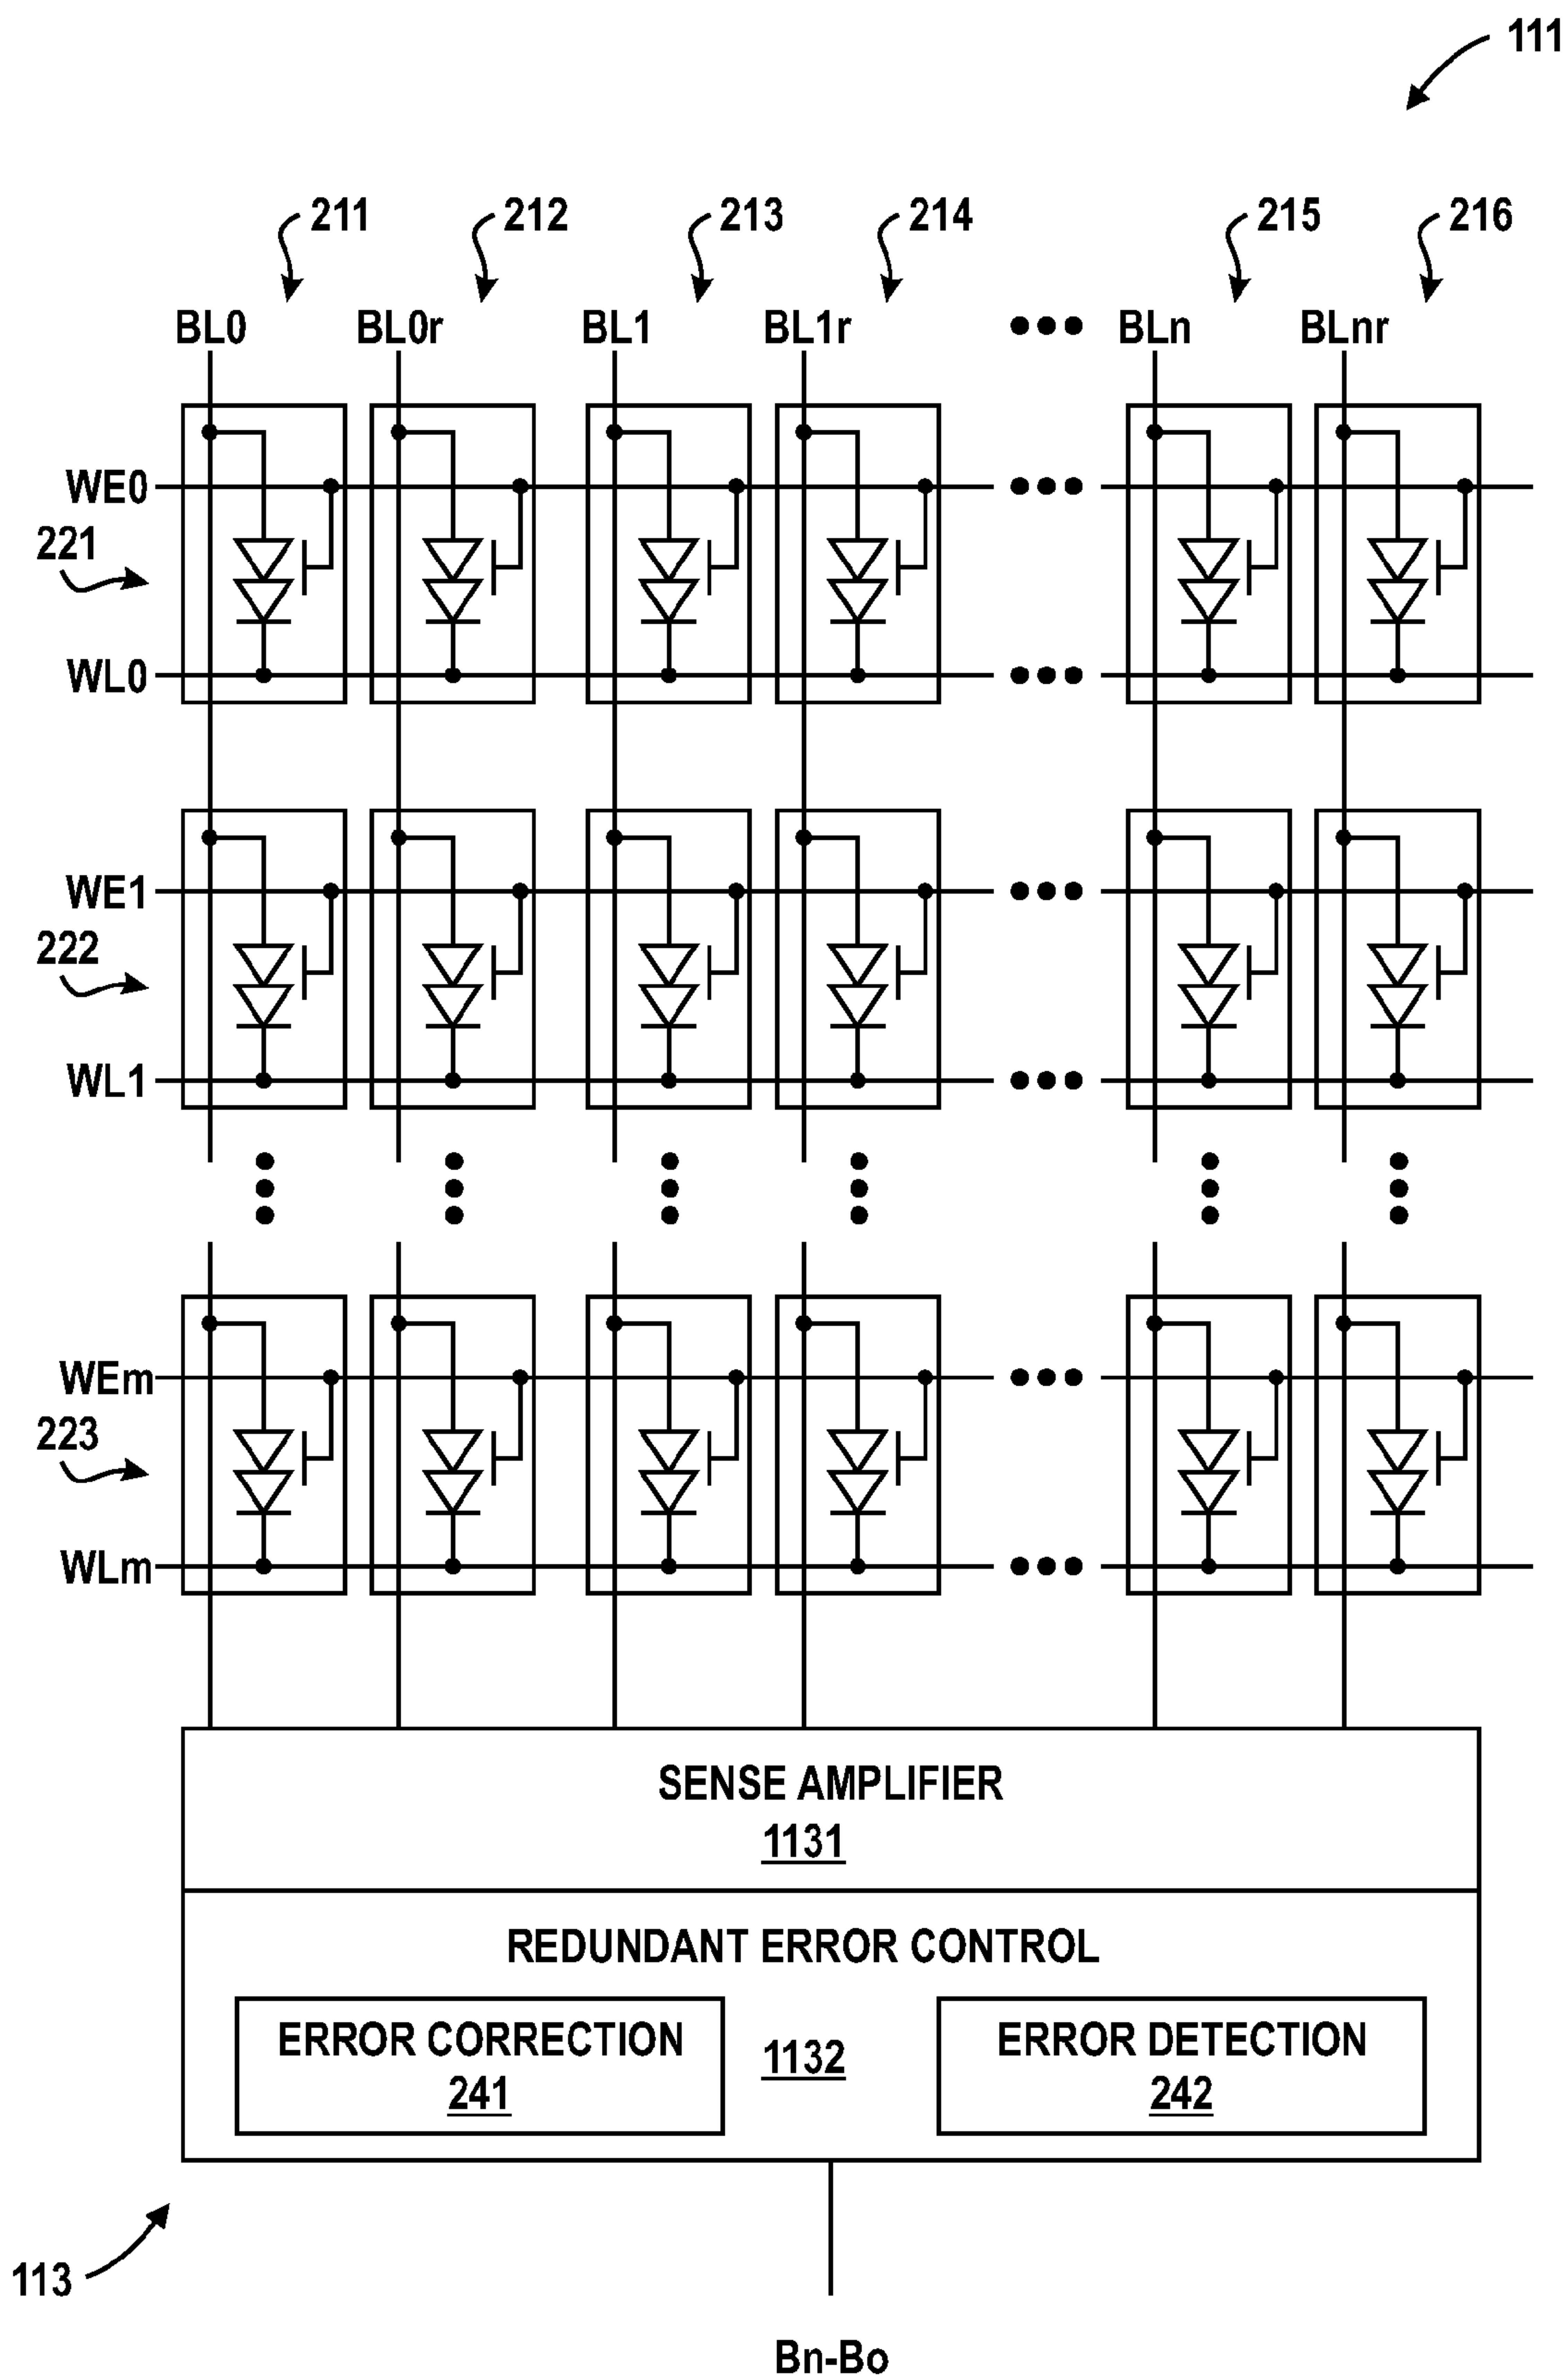 111
211 212 213 214 215 216
BL0 BL0r BL1 BL1r BLn BLnr
WE0
221
WL0
WE1
222
WL1
WEm
223
WLm
SENSE AMPLIFIER
1131
REDUNDANT ERROR CONTROL
ERROR CORRECTION
241
1132
ERROR DETECTION
242
113
Bn-Bo